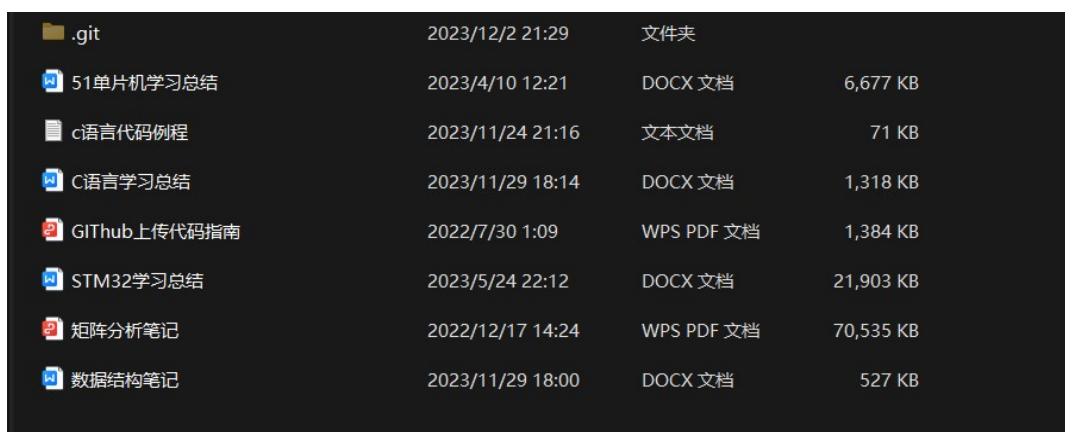 .git 2023/12/2 21:29 文件夹
51单片机学习总结 2023/4/10 12:21 DOCX 文档 6,677 KB
c语言代码例程 2023/11/24 21:16 文本文档 71 KB
C语言学习总结 2023/11/29 18:14 DOCX 文档 1,318 KB
GITHub上传代码指南 2022/7/30 1:09 WPS PDF 文档 1,384 KB
STM32学习总结 2023/5/24 22:12 DOCX 文档 21,903 KB
矩阵分析笔记 2022/12/17 14:24 WPS PDF 文档 70,535 KB
数据结构笔记 2023/11/29 18:00 DOCX 文档 527 KB